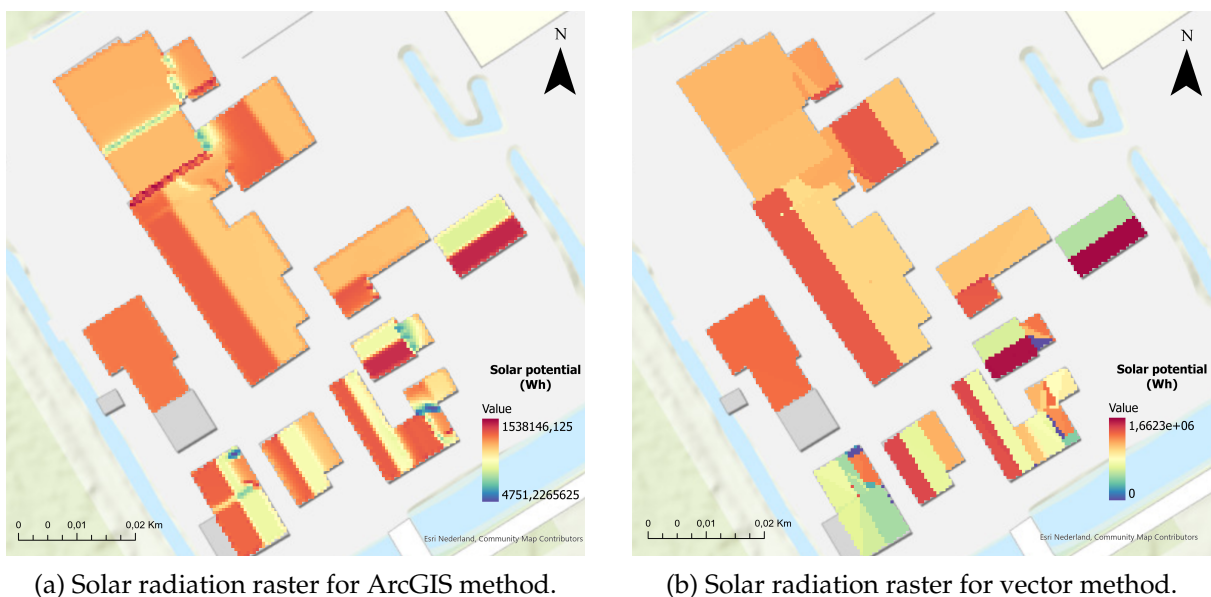 N
Solar potential
(Wh)
Value
1538146,125
4751,2265625
0 0,01 0,02 Km
Esri Nederland, Community Map Contributors
(a) Solar radiation raster for ArcGIS method.
N
Solar potential
(Wh)
Value
1,6623e+06
0
0 0,01 0,02 Km
Esri Nederland, Community Map Contributors
(b) Solar radiation raster for vector method.